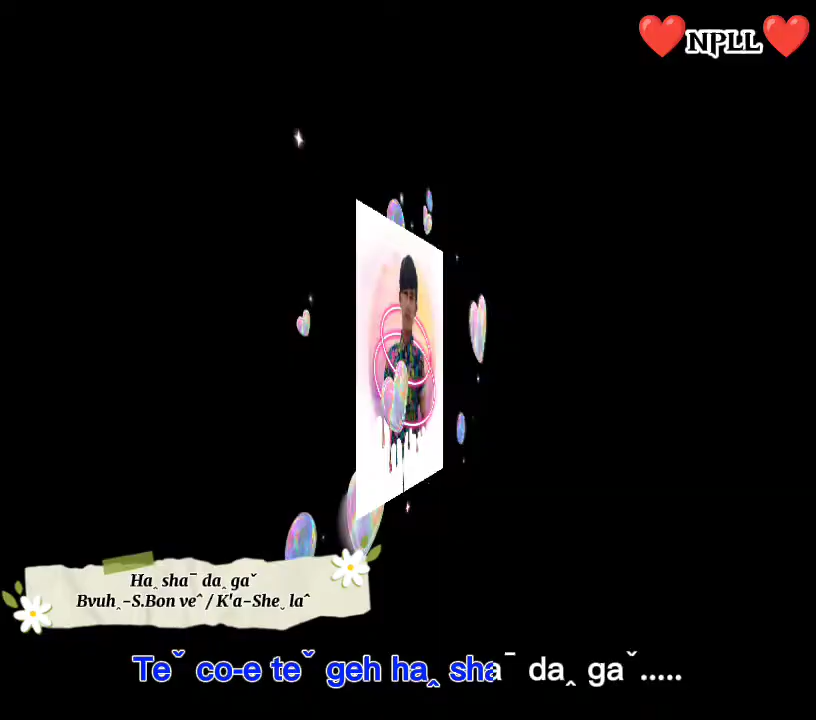 ❤️NPLL❤️
Ha‸ sha¯ da‸ gaˇ
Bvuh‸-S.Bon veˆ / K'a-She‸ laˆ
Teˇ co-e teˇ geh ha‸ sha¯ da‸ gaˇ.....